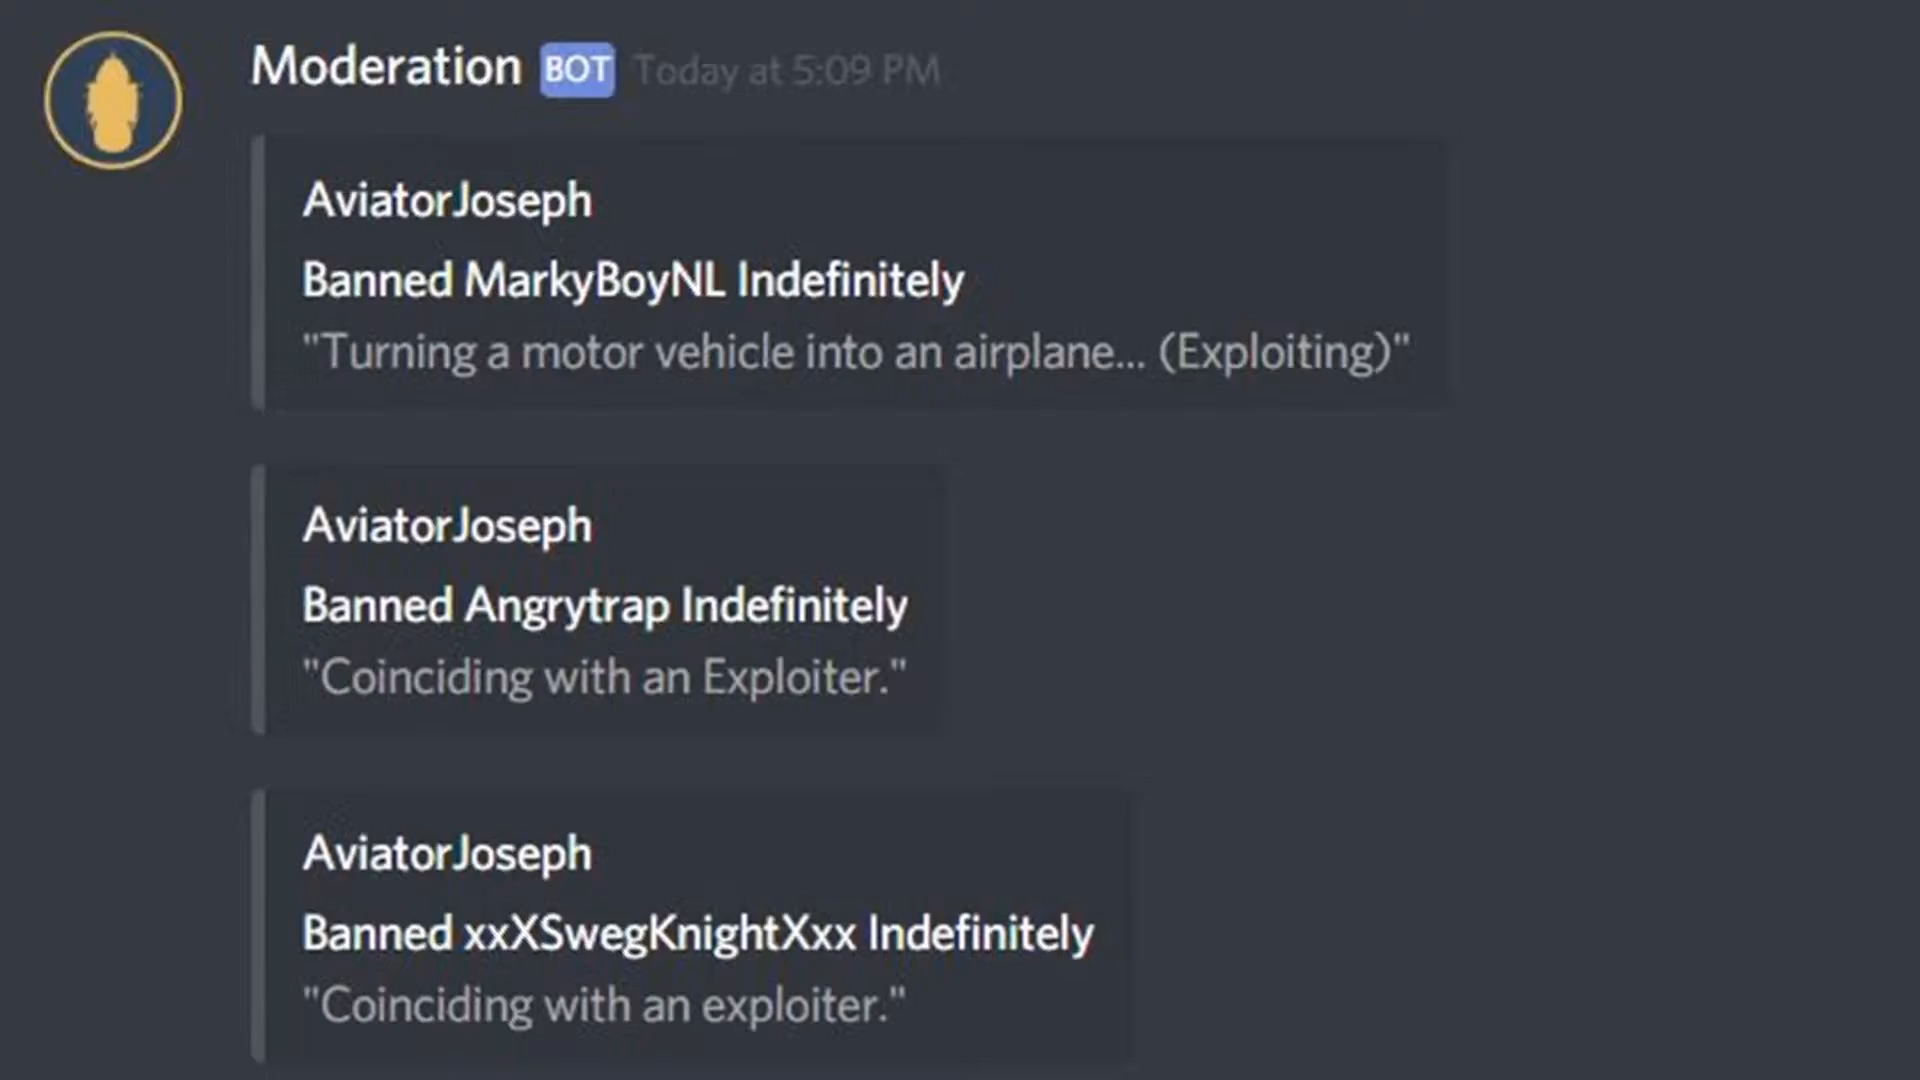 Moderation BOT Today at 5:09 PM
AviatorJoseph
Banned MarkyBoyNL Indefinitely
"Turning a motor vehicle into an airplane... (Exploiting)"
AviatorJoseph
Banned Angrytrap Indefinitely
"Coinciding with an Exploiter."
AviatorJoseph
Banned xxXSwegKnightXxx Indefinitely
"Coinciding with an exploiter."